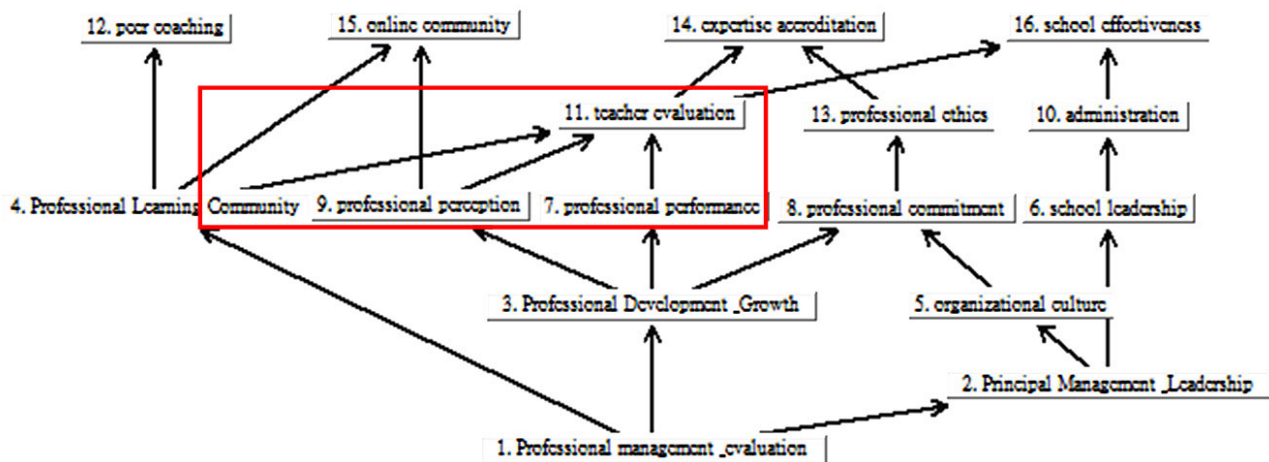 12. peer coaching
15. online community
14. expertise accreditation
16. school effectiveness
11. teacher evaluation
13. professional ethics
10. administration
4. Professional Learning Community
9. professional perception
7. professional performance
8. professional commitment
6. school leadership
3. Professional Development _Growth
5. organizational culture
2. Principal Management _Leadership
1. Professional management _evaluation